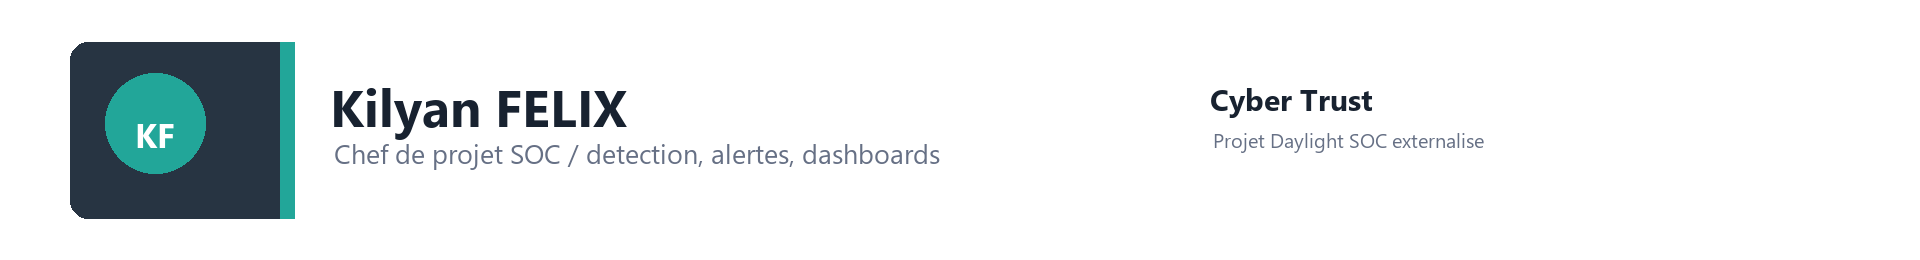 KF
Kilyan FELIX
Chef de projet SOC / detection, alertes, dashboards
Cyber Trust
Projet Daylight SOC externalise